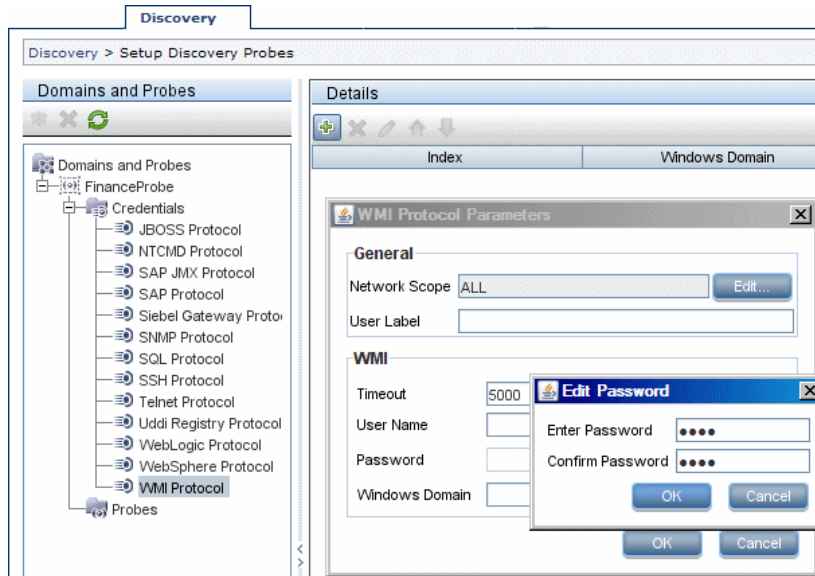 Discovery
Discovery > Setup Discovery Probes
Domains and Probes
Domains and Probes
FinanceProbe
Credentials
JBOSS Protocol
NTCMD Protocol
SAP JMX Protocol
SAP Protocol
Siebel Gateway Proto
SNMP Protocol
SQL Protocol
SSH Protocol
Telnet Protocol
Uddi Registry Protocol
WebLogic Protocol
WebSphere Protocol
WMI Protocol
Probes
Details
Index Windows Domain
WMI Protocol Parameters
General
Network Scope ALL Edit...
User Label
WMI
Timeout 5000
User Name
Password
Windows Domain
OK Cancel
Edit Password
Enter Password ●●●●
Confirm Password ●●●●
OK Cancel